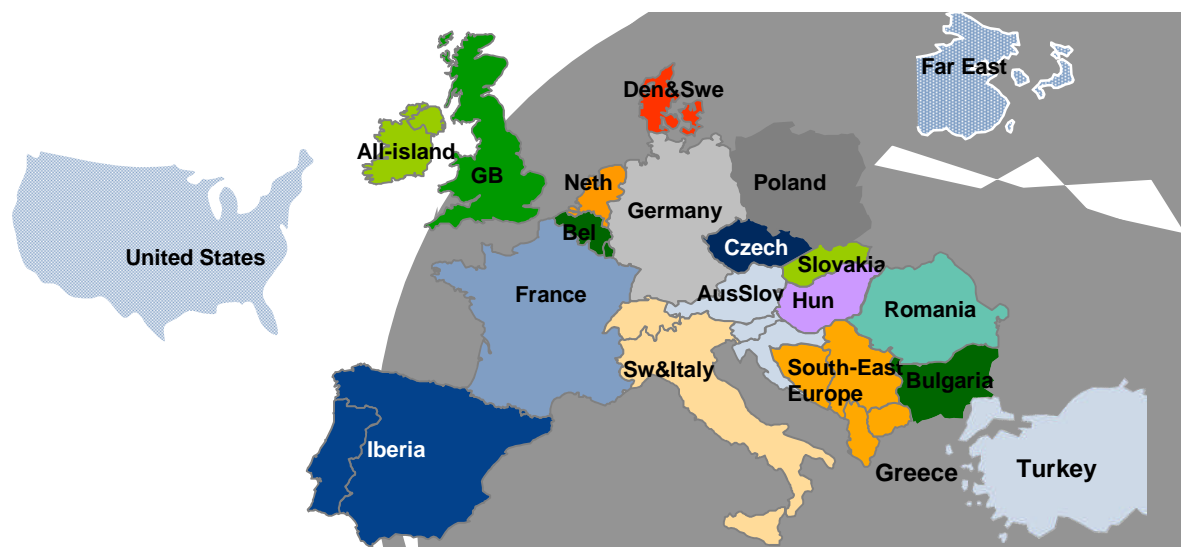 Far East
Den&Swe
All-island
GB
Neth
Poland
Germany
Bel
Czech
United States
Slovakia
France
AusSlov
Hun
Romania
Sw&Italy
South-East
Europe
Bulgaria
Iberia
Greece
Turkey